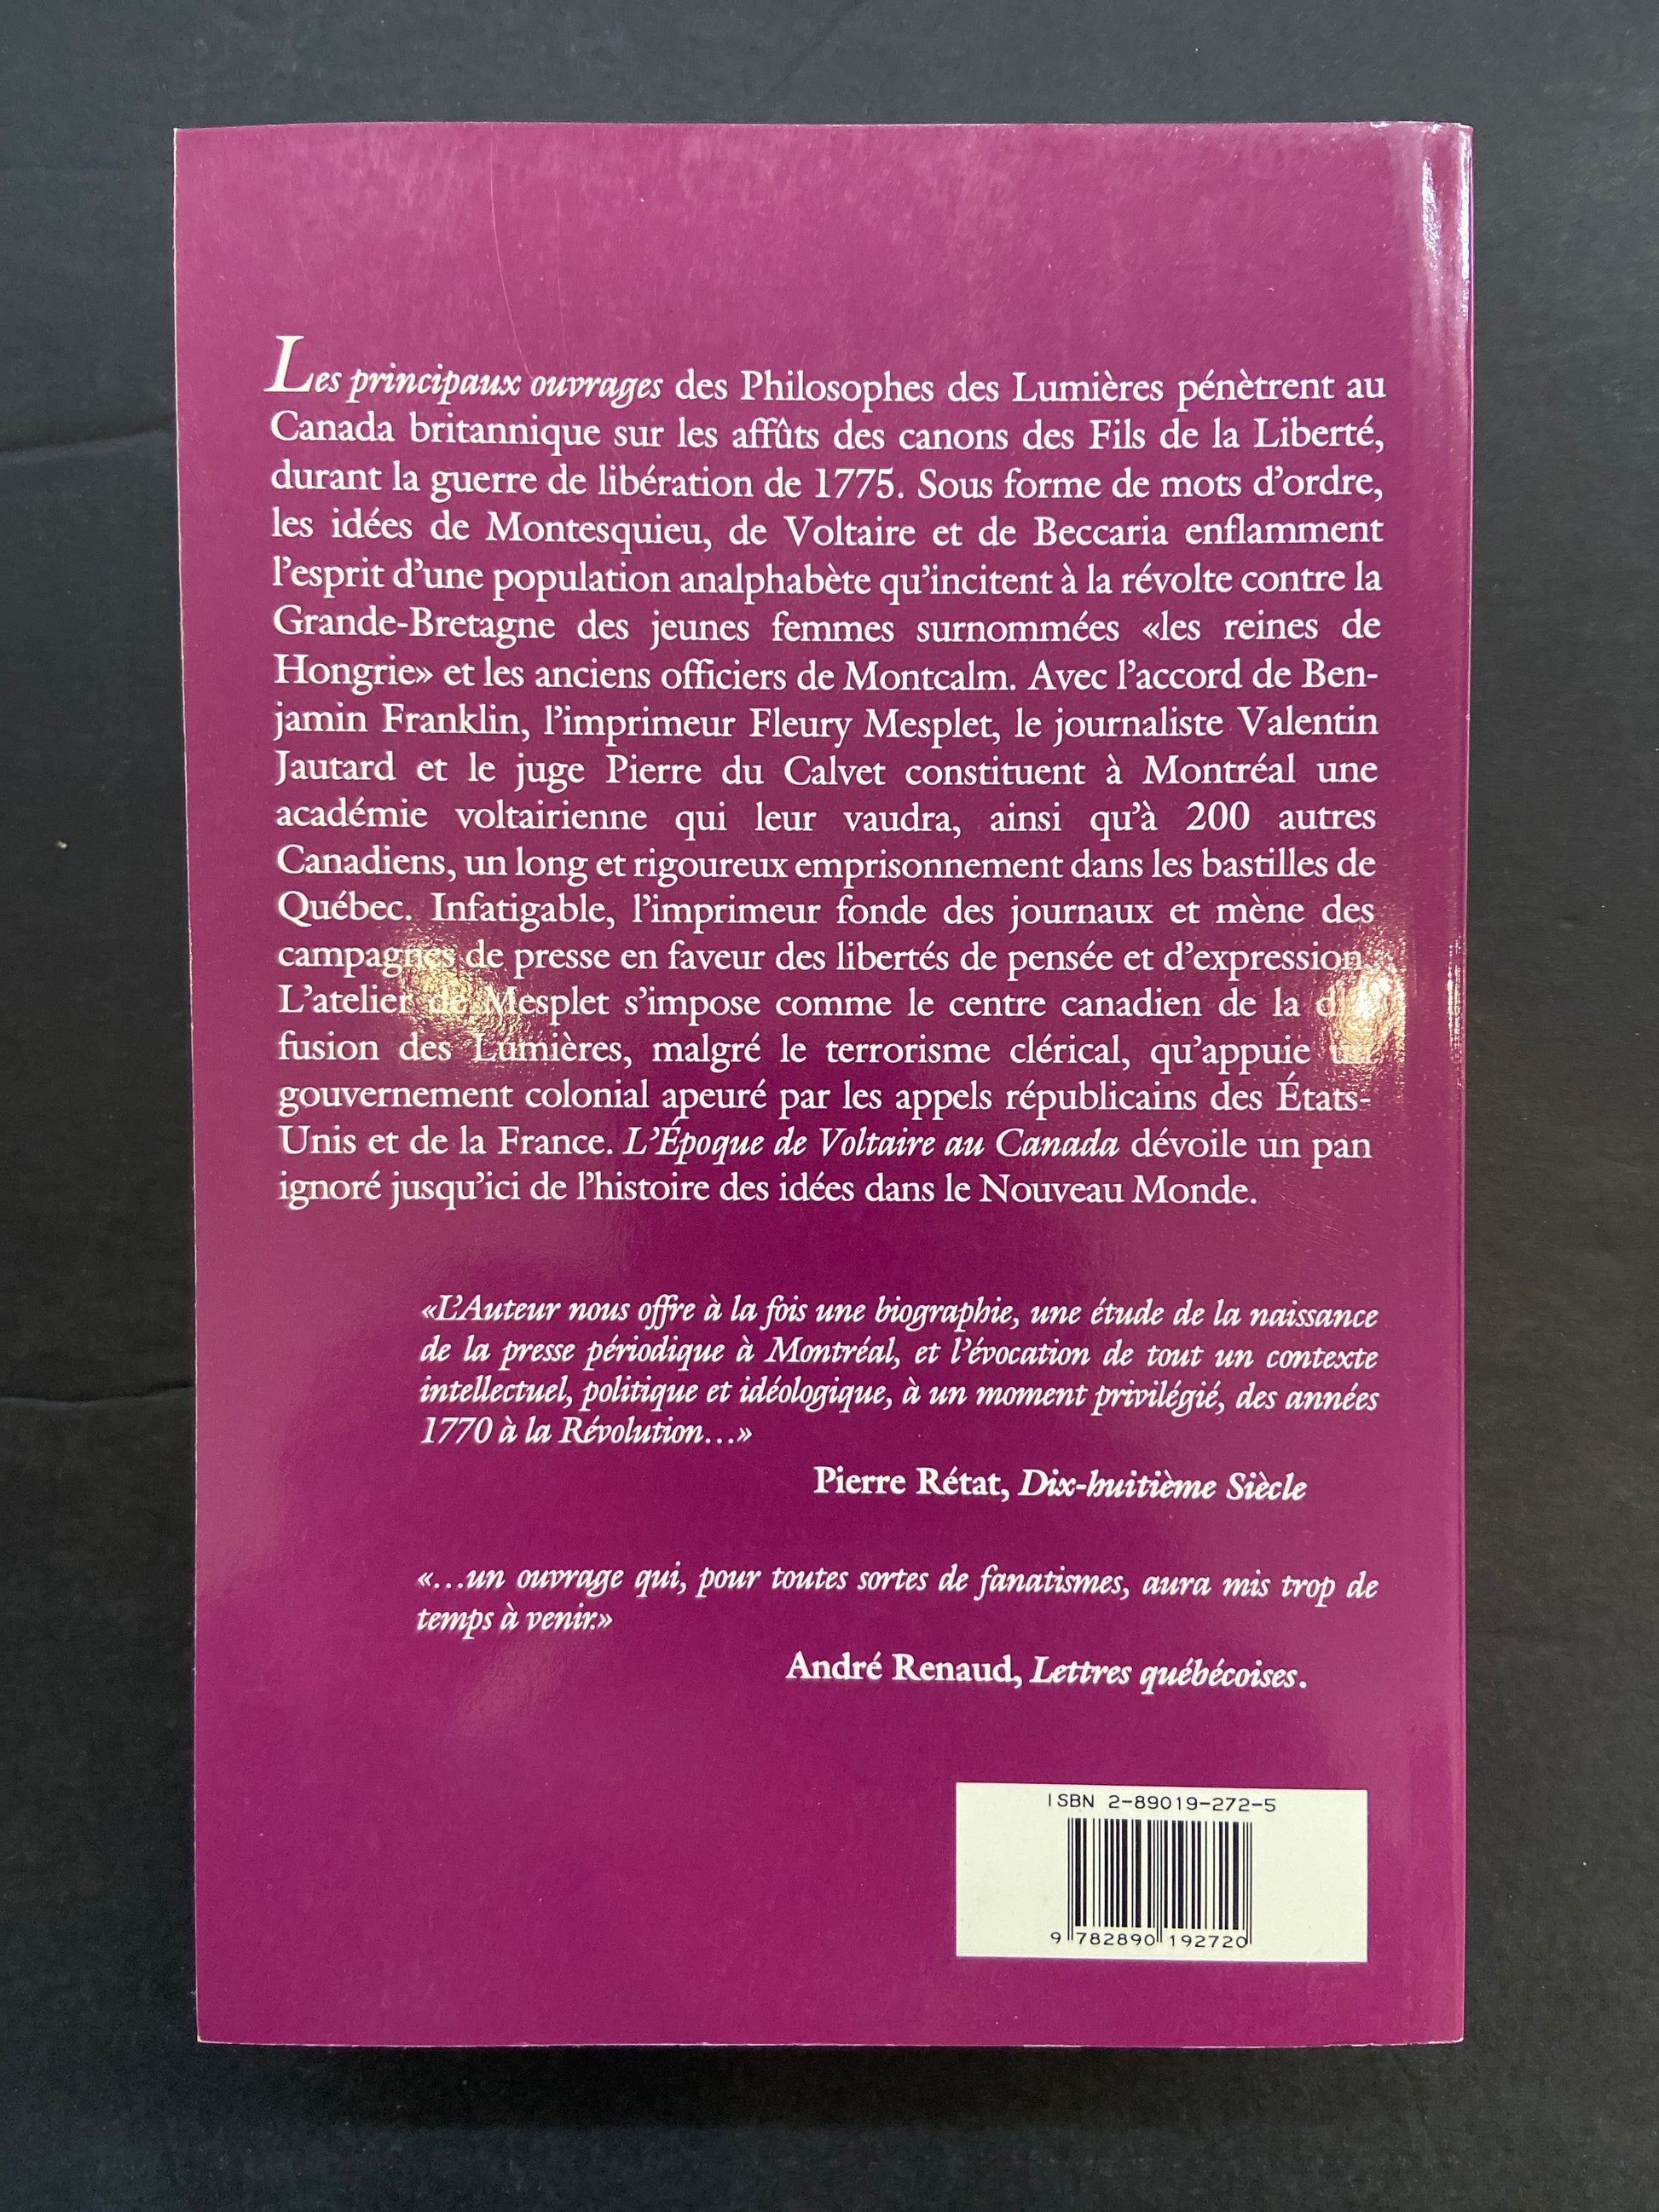 Les principaux ouvrages des Philosophes des Lumières pénètrent au
Canada britannique sur les affûts des canons des Fils de la Liberté,
durant la guerre de libération de 1775. Sous forme de mots d'ordre,
les idées de Montesquieu, de Voltaire et de Beccaria enflamment
l'esprit d'une population analphabète qu'incitent à la révolte contre la
Grande-Bretagne des jeunes femmes surnommées «les reines de
Hongrie» et les anciens officiers de Montcalm. Avec l'accord de Ben-
jamin Franklin, l'imprimeur Fleury Mesplet, le journaliste Valentin
Jautard et le juge Pierre du Calvet constituent à Montréal une
académie voltairienne qui leur vaudra, ainsi qu'à 200 autres
Canadiens, un long et rigoureux emprisonnement dans les bastilles de
Québec. Infatigable, l'imprimeur fonde des journaux et mène des
campagnes de presse en faveur des libertés de pensée et d'expression.
L'atelier de Mesplet s'impose comme le centre canadien de la dif-
fusion des Lumières, malgré le terrorisme clérical, qu'appuie un
gouvernement colonial apeuré par les appels républicains des États-
Unis et de la France. L'Époque de Voltaire au Canada dévoile un pan
ignoré jusqu'ici de l'histoire des idées dans le Nouveau Monde.
«L'Auteur nous offre à la fois une biographie, une étude de la naissance
de la presse périodique à Montréal, et l'évocation de tout un contexte
intellectuel, politique et idéologique, à un moment privilégié, des années
1770 à la Révolution...»
Pierre Rétat, Dix-huitième Siècle
«...un ouvrage qui, pour toutes sortes de fanatismes, aura mis trop de
temps à venir.»
André Renaud, Lettres québécoises.
ISBN 2-89019-272-5
9 782890 192720